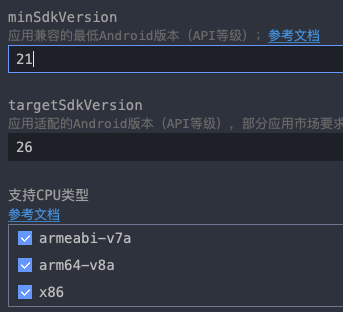 minSdkVersion
应用兼容的最低Android版本（API等级）；参考文档
21
targetSdkVersion
应用适配的Android版本（API等级），部分应用市场要求
26
支持CPU类型
参考文档
armeabi-v7a
arm64-v8a
x86